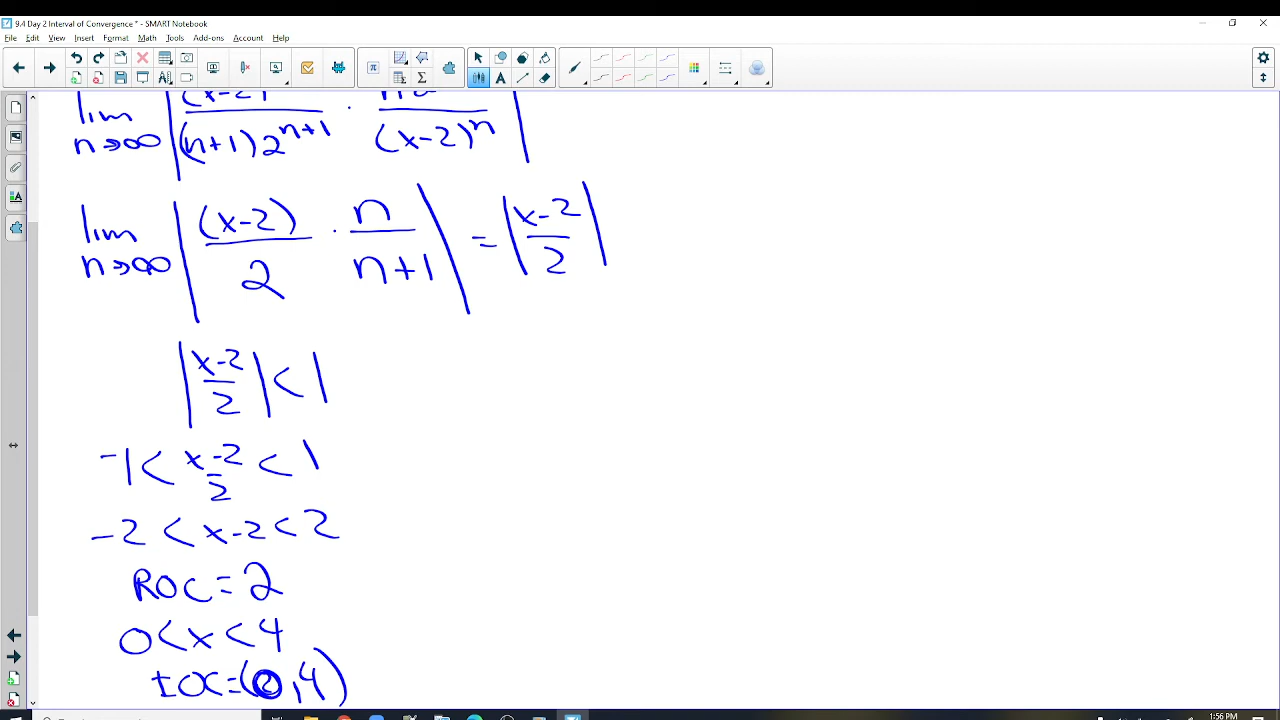 9.4 Day 2 Interval of Convergence * - SMART Notebook
File Edit View Insert Format Math Tools Add-ons Account Help
lim n→∞ | (x-2) / (n+1)2^(n+1) · n2 / (x-2)^n |
lim n→∞ | (x-2)/2 · n/(n+1) | = | (x-2)/2 |
| (x-2)/2 | < 1
-1 < (x-2)/2 < 1
-2 < x-2 < 2
ROC = 2
0 < x < 4
IOC = ( , 4)
1:56 PM